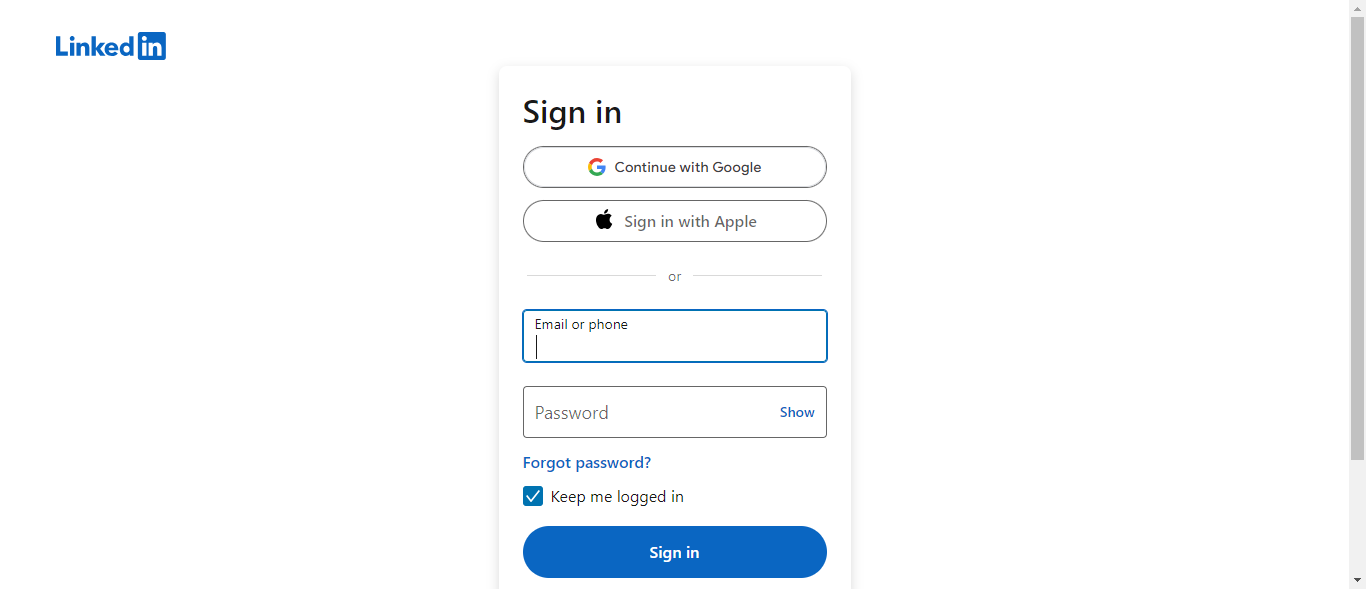 Linkedin
Sign in
Continue with Google
Sign in with Apple
or
Email or phone
Password
Show
Forgot password?
Keep me logged in
Sign in